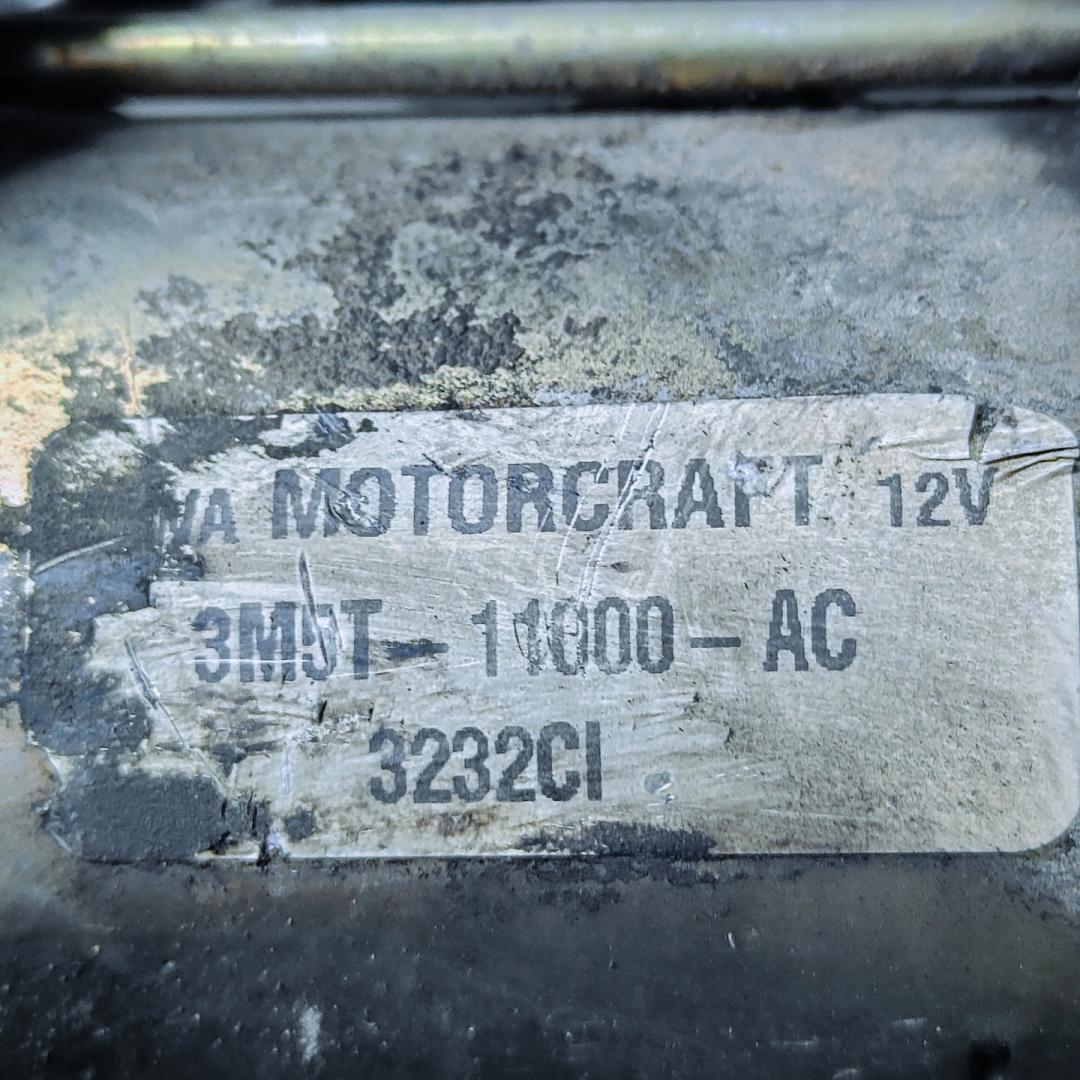 MOTORCRAFT 12V
3M5T-11000-AC
3232CI